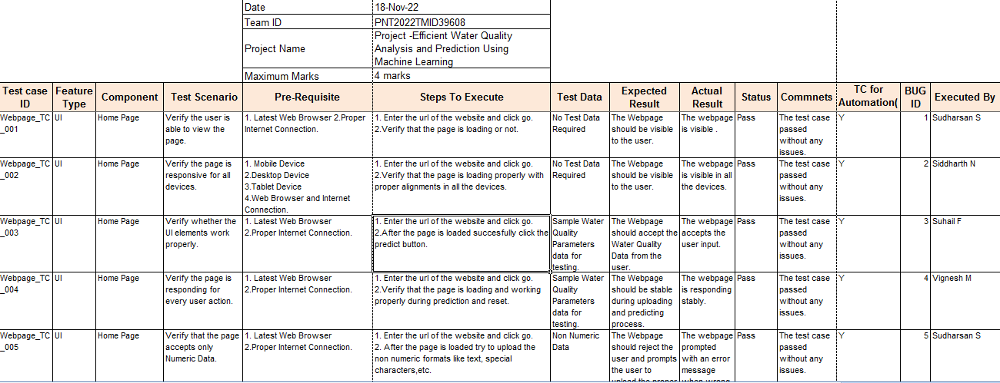 Date 18-Nov-22
Team ID PNT2022TMID39608
Project Name Project -Efficient Water Quality
Analysis and Prediction Using
Machine Learning
Maximum Marks 4 marks
Test case
ID
Feature
Type
Component
Test Scenario
Pre-Requisite
Steps To Execute
Test Data
Expected
Result
Actual
Result
Status
Commnets
TC for
Automation(
BUG
ID
Executed By
Webpage_TC
_001
UI
Home Page
Verify the user is
able to view the
page.
1. Latest Web Browser 2.Proper
Internet Connection.
1. Enter the url of the website and click go.
2.Verify that the page is loading or not.
No Test Data
Required
The Webpage
should be visible
to the user.
The webpage
is visible .
Pass
The test case
passed
without any
issues.
Y
1
Sudharsan S
Webpage_TC
_002
UI
Home Page
Verify the page is
responsive for all
devices.
1. Mobile Device
2.Desktop Device
3.Tablet Device
4.Web Browser and Internet
Connection.
1. Enter the url of the website and click go.
2.Verify that the page is loading properly with
proper alignments in all the devices.
No Test Data
Required
The Webpage
should be visible
to the user.
The webpage
is visible in all
the devices.
Pass
The test case
passed
without any
issues.
Y
2
Siddharth N
Webpage_TC
_003
UI
Home Page
Verify whether the
UI elements work
properly.
1. Latest Web Browser
2.Proper Internet Connection.
1. Enter the url of the website and click go.
2.After the page is loaded succesfully click the
predict button.
Sample Water
Quality
Parameters
data for
testing.
The Webpage
should accept the
Water Quality
Data from the
user.
The webpage
accepts the
user input.
Pass
The test case
passed
without any
issues.
Y
3
Suhail F
Webpage_TC
_004
UI
Home Page
Verify the page is
responding for
every user action.
1. Latest Web Browser
2.Proper Internet Connection.
1. Enter the url of the website and click go.
2.Verify that the page is loading and working
properly during prediction and reset.
Sample Water
Quality
Parameters
data for
testing.
The Webpage
should be stable
during uploading
and predicting
process.
The webpage
is responding
stably.
Pass
The test case
passed
without any
issues.
Y
4
Vignesh M
Webpage_TC
_005
UI
Home Page
Verify that the page
accepts only
Numeric Data.
1. Latest Web Browser
2.Proper Internet Connection.
1. Enter the url of the website and click go.
2. After the page is loaded try to upload the
non numeric formats like text, special
characters,etc.
Non Numeric
Data
The Webpage
should reject the
user and prompts
the user to
upload the proper
The webpage
prompted
with an error
message
when wrong
Pass
The test case
passed
without any
issues.
Y
5
Sudharsan S